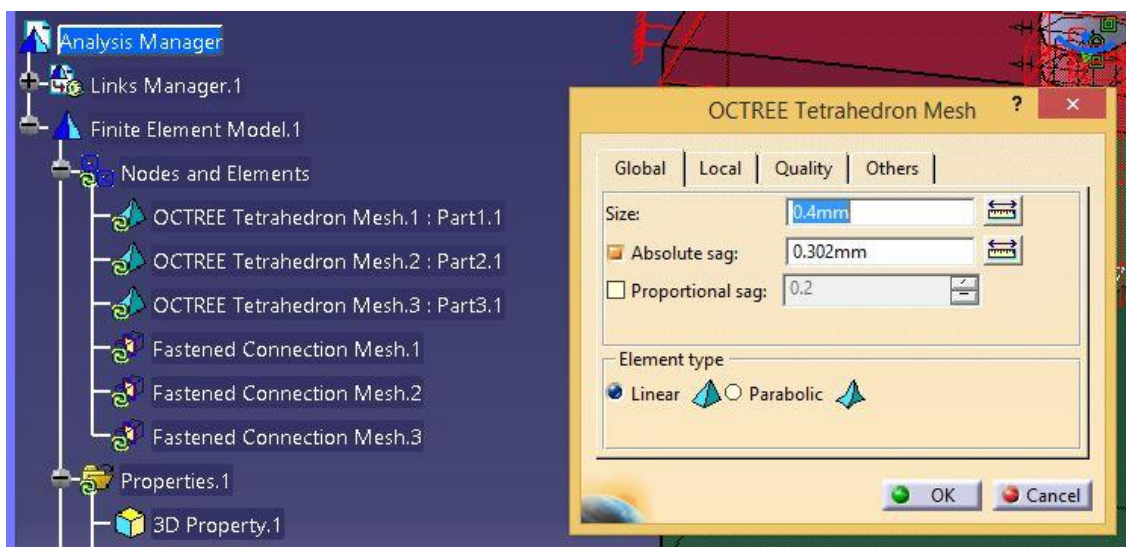 Analysis Manager
Links Manager.1
Finite Element Model.1
Nodes and Elements
OCTREE Tetrahedron Mesh.1 : Part1.1
OCTREE Tetrahedron Mesh.2 : Part2.1
OCTREE Tetrahedron Mesh.3 : Part3.1
Fastened Connection Mesh.1
Fastened Connection Mesh.2
Fastened Connection Mesh.3
Properties.1
3D Property.1
OCTREE Tetrahedron Mesh ? ×
Global Local Quality Others
Size: 0.4mm
Absolute sag: 0.302mm
Proportional sag: 0.2
Element type
Linear Parabolic
OK Cancel